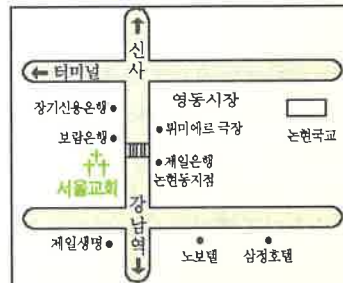 신사
← 터미널
장기신용은행
영동시장
보람은행
뤼미에르 극장
논현국교
제일은행
논현동지점
서울교회
강남역
제일생명
노보텔
삼정호텔